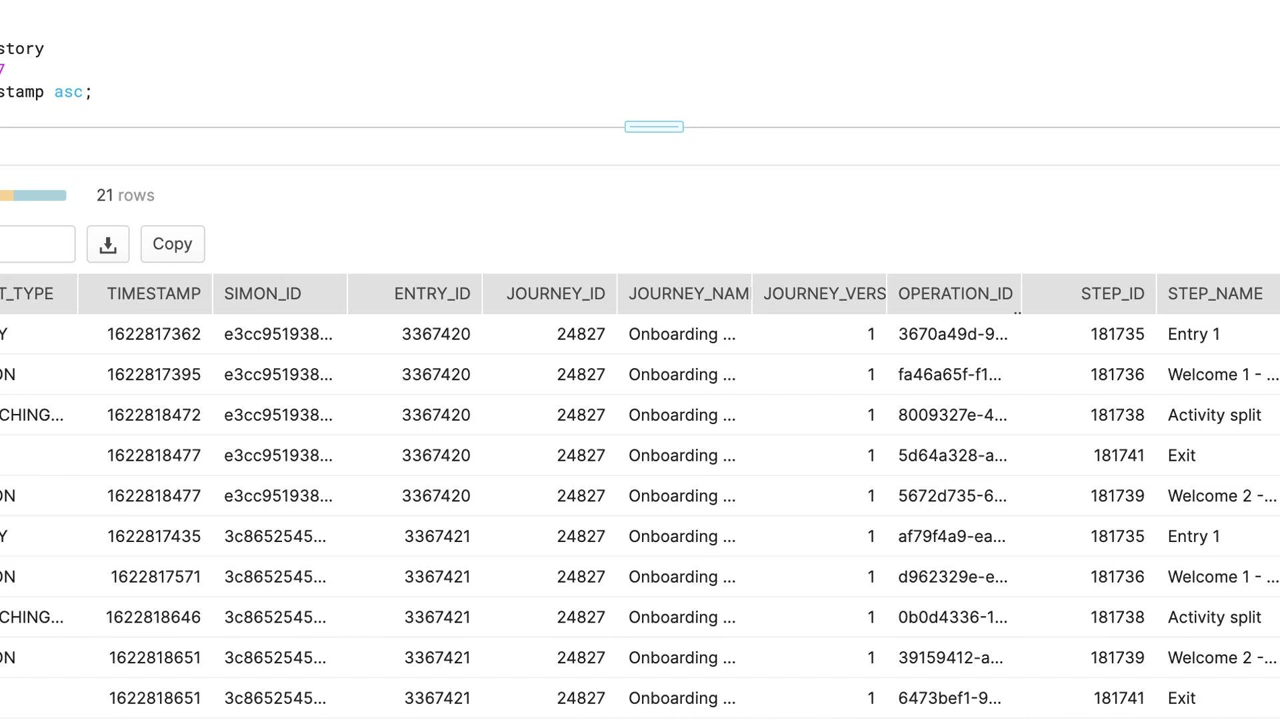 story
7
stamp asc;
21 rows
Copy
T_TYPE TIMESTAMP SIMON_ID ENTRY_ID JOURNEY_ID JOURNEY_NAM JOURNEY_VERS OPERATION_ID STEP_ID STEP_NAME
Y 1622817362 e3cc951938... 3367420 24827 Onboarding ... 1 3670a49d-9... 181735 Entry 1
ON 1622817395 e3cc951938... 3367420 24827 Onboarding ... 1 fa46a65f-f1... 181736 Welcome 1 - ...
CHING... 1622818472 e3cc951938... 3367420 24827 Onboarding ... 1 8009327e-4... 181738 Activity split
1622818477 e3cc951938... 3367420 24827 Onboarding ... 1 5d64a328-a... 181741 Exit
ON 1622818477 e3cc951938... 3367420 24827 Onboarding ... 1 5672d735-6... 181739 Welcome 2 -...
Y 1622817435 3c8652545... 3367421 24827 Onboarding ... 1 af79f4a9-ea... 181735 Entry 1
ON 1622817571 3c8652545... 3367421 24827 Onboarding ... 1 d962329e-e... 181736 Welcome 1 - ...
CHING... 1622818646 3c8652545... 3367421 24827 Onboarding ... 1 0b0d4336-1... 181738 Activity split
ON 1622818651 3c8652545... 3367421 24827 Onboarding ... 1 39159412-a... 181739 Welcome 2 -...
1622818651 3c8652545... 3367421 24827 Onboarding ... 1 6473bef1-9... 181741 Exit